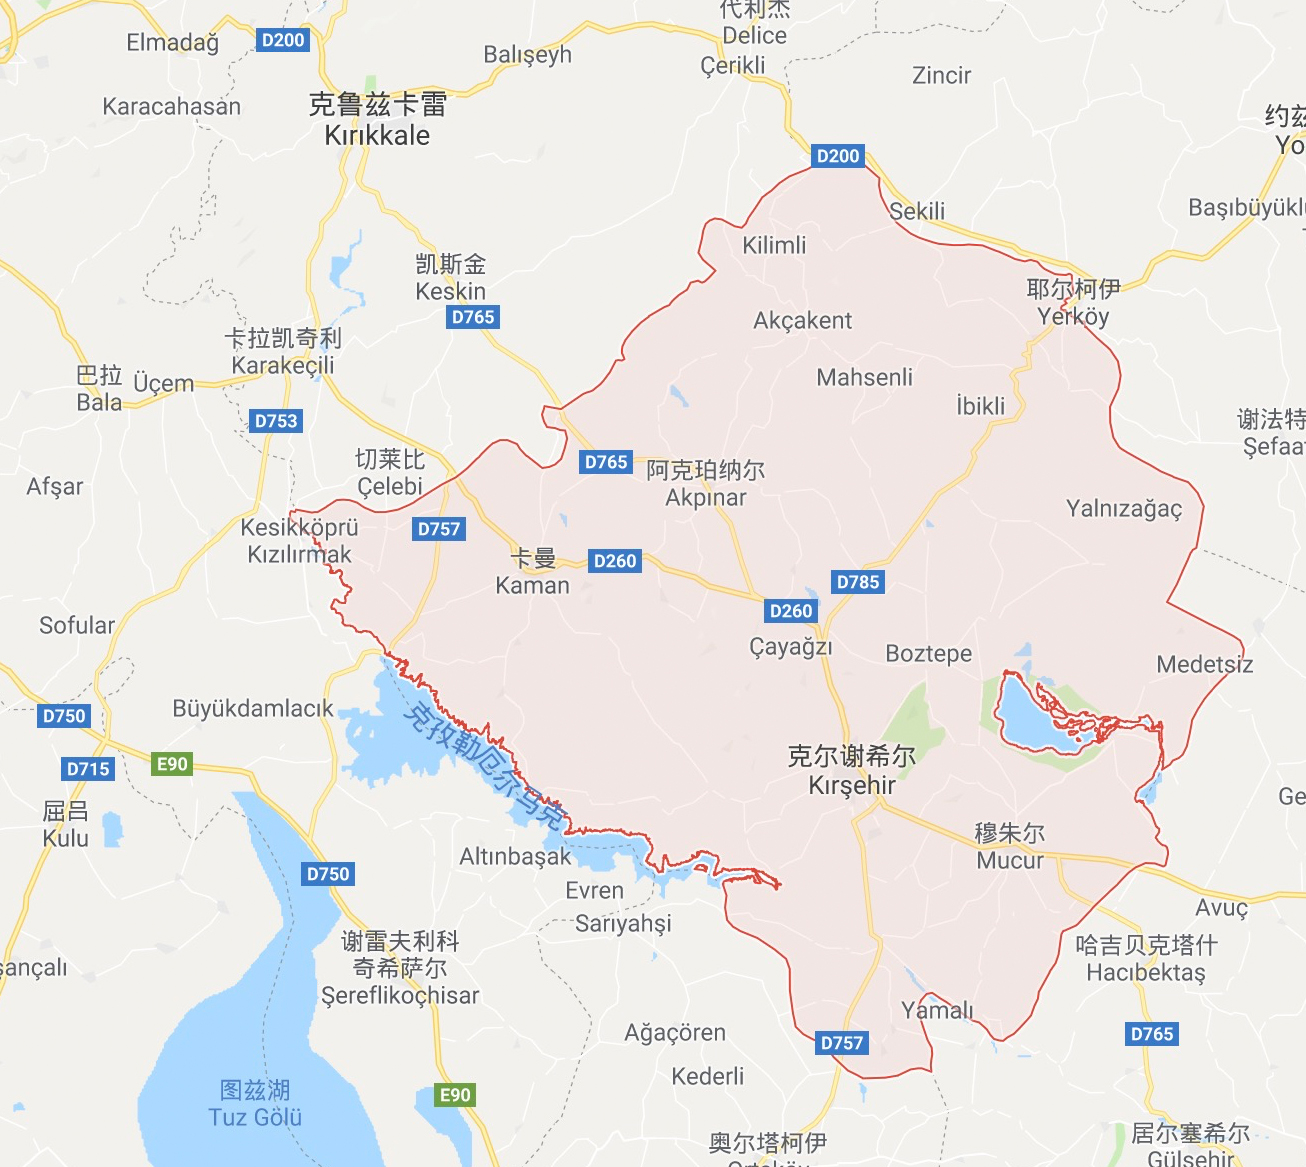 代利杰
Delice
Elmadağ
D200
Balışeyh
Çerikli
Zincir
Karacahasan
克鲁兹卡雷
Kırıkkale
D200
Başıbüyüklü
Sekili
Kilimli
凯斯金
Keskin
D765
耶尔柯伊
Yerköy
Akçakent
卡拉凯奇利
Karakeçili
巴拉
Bala
Üçem
Mahsenli
İbikli
D753
谢法特
切莱比
Çelebi
D765
阿克珀纳尔
Akpınar
Afşar
Yalnızağaç
Kesikköprü
Kızılırmak
D757
卡曼
Kaman
D260
D785
D260
Sofular
Çayağzı
Boztepe
Medetsiz
Büyükdamlacık
D750
克孜勒厄尔马克
E90
D715
克尔谢希尔
Kırşehir
屈吕
Kulu
穆朱尔
Mucur
Altınbaşak
D750
Evren
Sarıyahşi
Avuç
谢雷夫利科
奇希萨尔
Şereflikoçhisar
哈吉贝克塔什
Hacıbektaş
şançalı
Yamalı
Ağaçören
D757
D765
Kederli
图兹湖
Tuz Gölü
E90
奥尔塔柯伊
Ortaköy
居尔塞希尔
Gülşehir